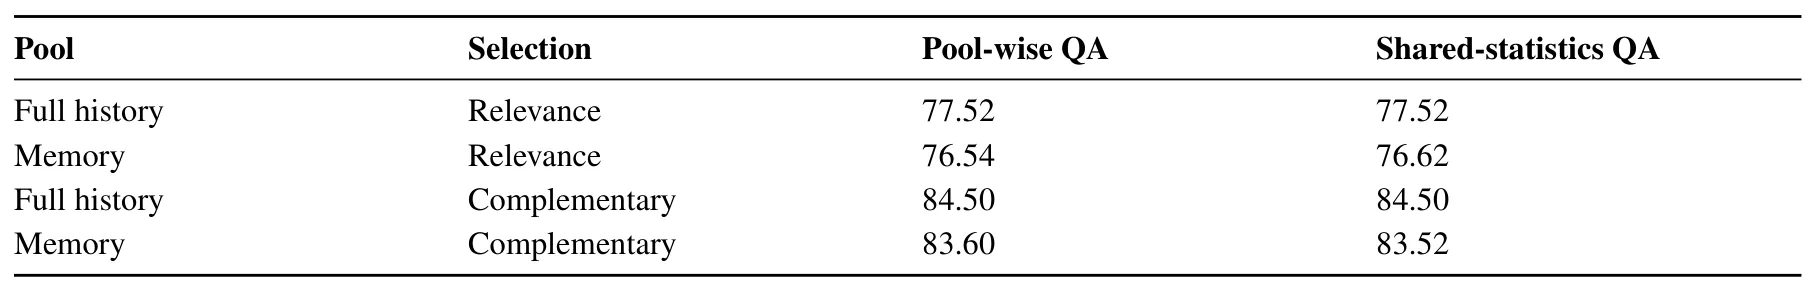 Pool Selection Pool-wise QA Shared-statistics QA
Full history Relevance 77.52 77.52
Memory Relevance 76.54 76.62
Full history Complementary 84.50 84.50
Memory Complementary 83.60 83.52